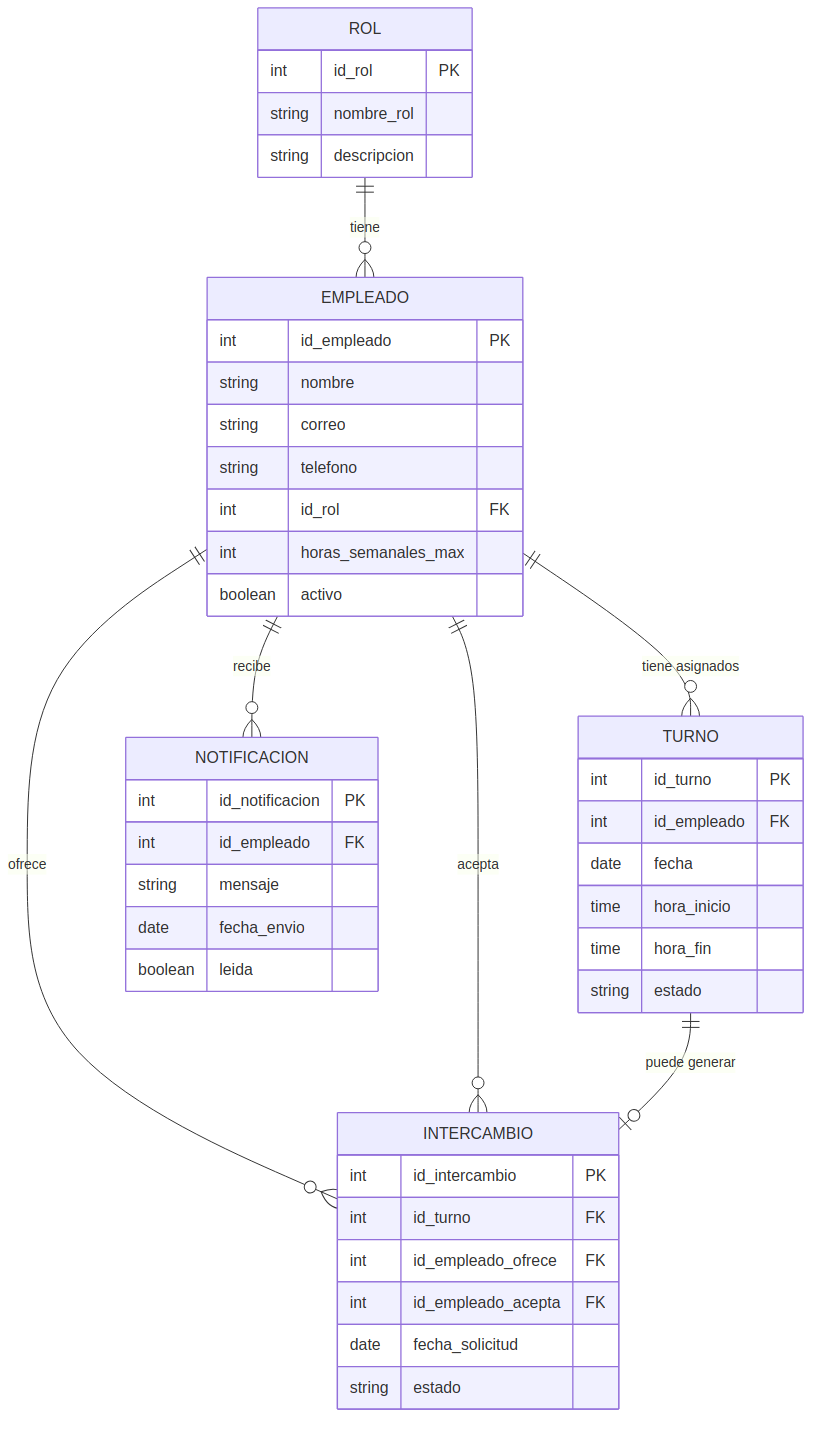 ROL
int id_rol PK
string nombre_rol
string descripcion
tiene
EMPLEADO
int id_empleado PK
string nombre
string correo
string telefono
int id_rol FK
int horas_semanales_max
boolean activo
recibe
tiene asignados
NOTIFICACION
int id_notificacion PK
int id_empleado FK
string mensaje
date fecha_envio
boolean leida
TURNO
int id_turno PK
int id_empleado FK
date fecha
time hora_inicio
time hora_fin
string estado
ofrece
acepta
puede generar
INTERCAMBIO
int id_intercambio PK
int id_turno FK
int id_empleado_ofrece FK
int id_empleado_acepta FK
date fecha_solicitud
string estado